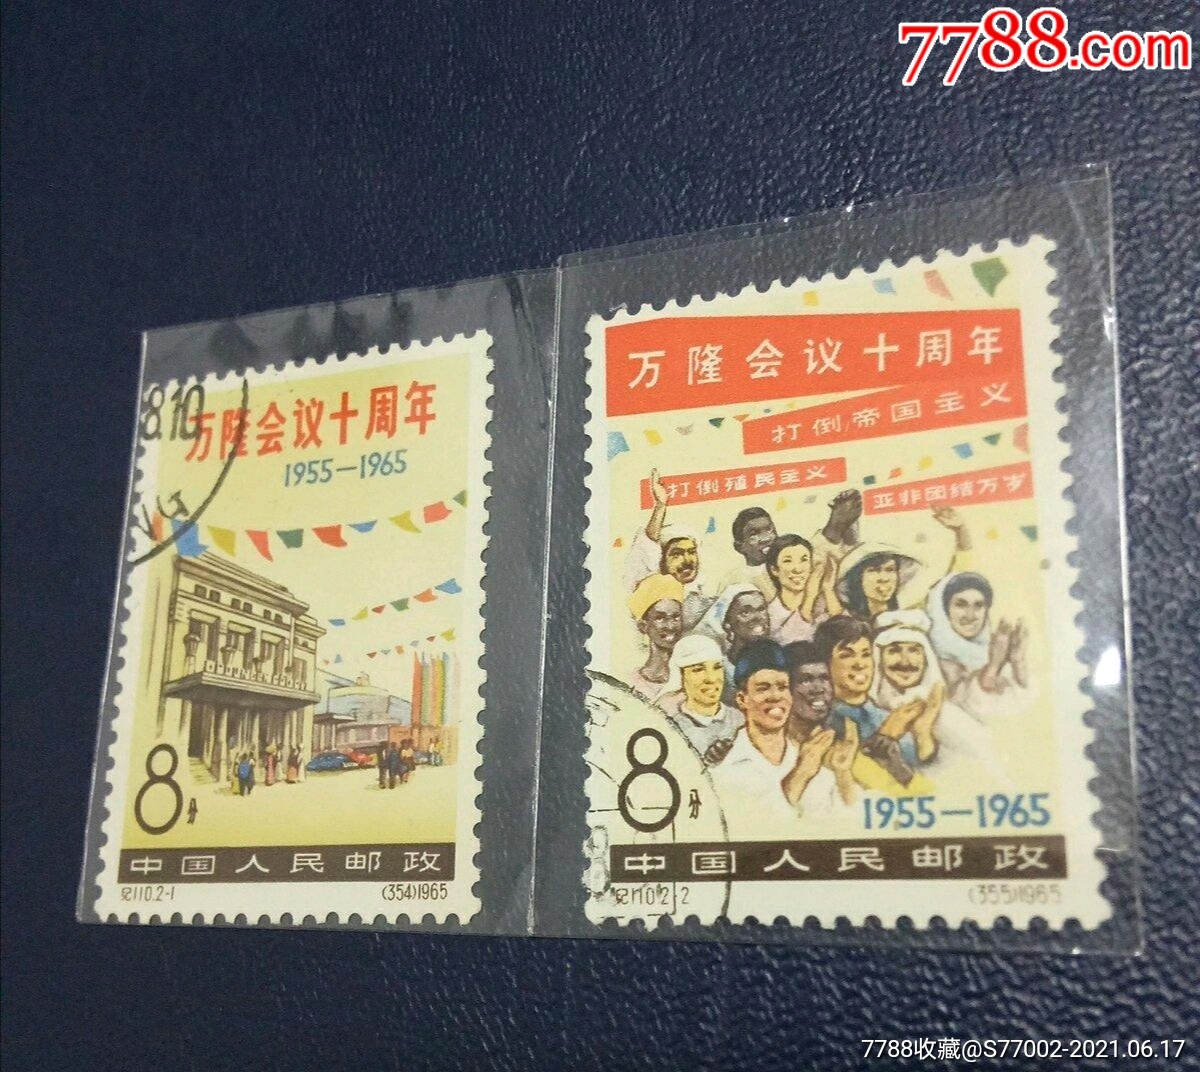 7788.com
810
VG
万隆会议十周年
1955—1965
8分
中国人民邮政
纪110.2-1
(354)1965
万隆会议十周年
打倒帝国主义
打倒殖民主义
亚非团结万岁
1955—1965
8分
中国人民邮政
纪110.2-2
(355)1965
7788收藏@S77002-2021.06.17